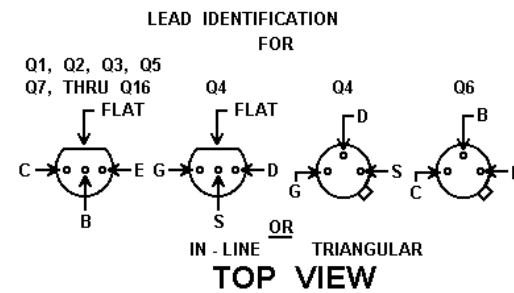 LEAD IDENTIFICATION
FOR
Q1, Q2, Q3, Q5
Q7, THRU Q16
Q4
Q4
Q6
FLAT
FLAT
D
B
C
E
G
D
S
G
C
B
S
OR
IN - LINE
TRIANGULAR
TOP VIEW